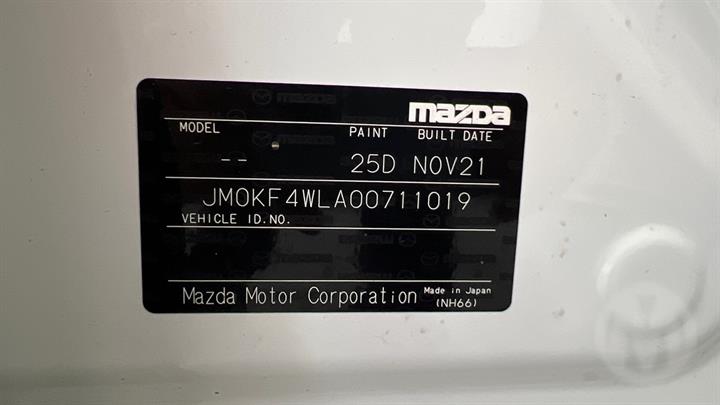 mazda
MODEL PAINT BUILT DATE
-- 25D NOV21
JM0KF4WLA00711019
VEHICLE ID.NO.
Mazda Motor Corporation Made in Japan
(NH66)